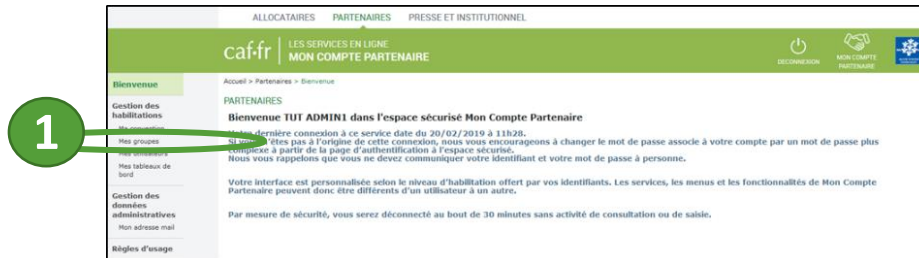 ALLOCATAIRES PARTENAIRES PRESSE ET INSTITUTIONNEL
caf.fr
LES SERVICES EN LIGNE
MON COMPTE PARTENAIRE
DECONNEXION
MON COMPTE
PARTENAIRE
Bienvenue
Gestion des
habilitations
Ma convention
Mes groupes
Mes utilisateurs
Mes tableaux de
bord
Gestion des
données
administratives
Mon adresse mail
Règles d'usage
1
Accueil > Partenaires > Bienvenue
PARTENAIRES
Bienvenue TUT ADMIN1 dans l'espace sécurisé Mon Compte Partenaire
Votre dernière connexion à ce service date du 20/02/2019 à 11h28.
Si vous n'êtes pas à l'origine de cette connexion, nous vous encourageons à changer le mot de passe associé à votre compte par un mot de passe plus
complexe à partir de la page d'authentification à l'espace sécurisé.
Nous vous rappelons que vous ne devez communiquer votre identifiant et votre mot de passe à personne.
Votre interface est personnalisée selon le niveau d'habilitation offert par vos identifiants. Les services, les menus et les fonctionnalités de Mon Compte
Partenaire peuvent donc être différents d'un utilisateur à un autre.
Par mesure de sécurité, vous serez déconnecté au bout de 30 minutes sans activité de consultation ou de saisie.